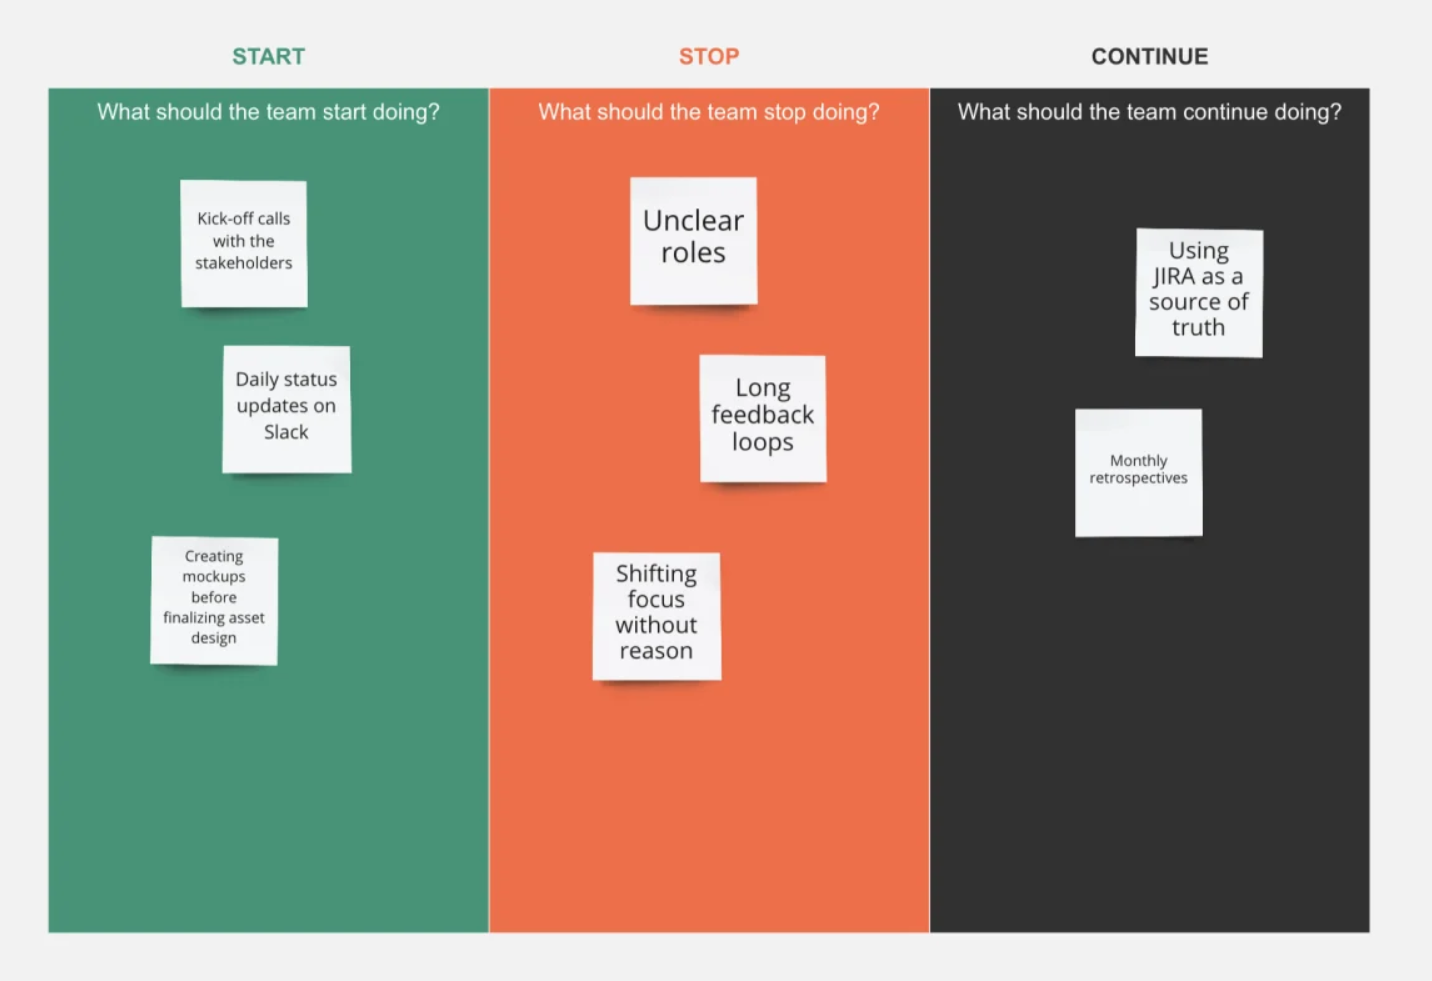 START
What should the team start doing?
Kick-off calls
with the
stakeholders
Daily status
updates on
Slack
Creating
mockups
before
finalizing asset
design
STOP
What should the team stop doing?
Unclear
roles
Long
feedback
loops
Shifting
focus
without
reason
CONTINUE
What should the team continue doing?
Using
JIRA as a
source of
truth
Monthly
retrospectives